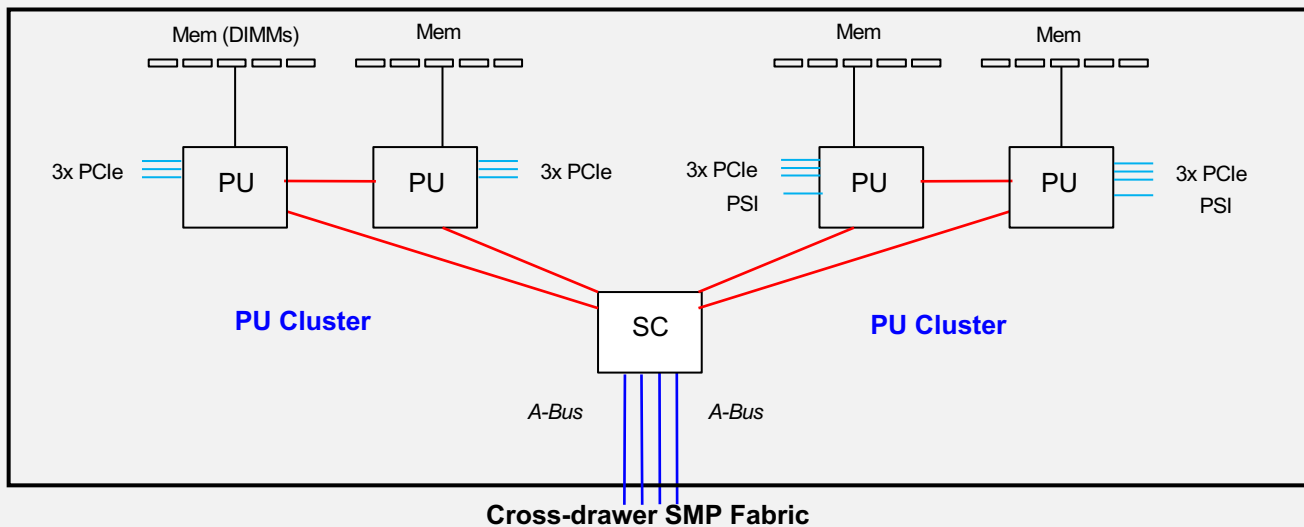 Mem (DIMMs)
Mem
Mem
Mem
3x PCIe
PU
PU
3x PCIe
3x PCIe
PSI
PU
PU
3x PCIe
PSI
PU Cluster
SC
PU Cluster
A-Bus
A-Bus
Cross-drawer SMP Fabric